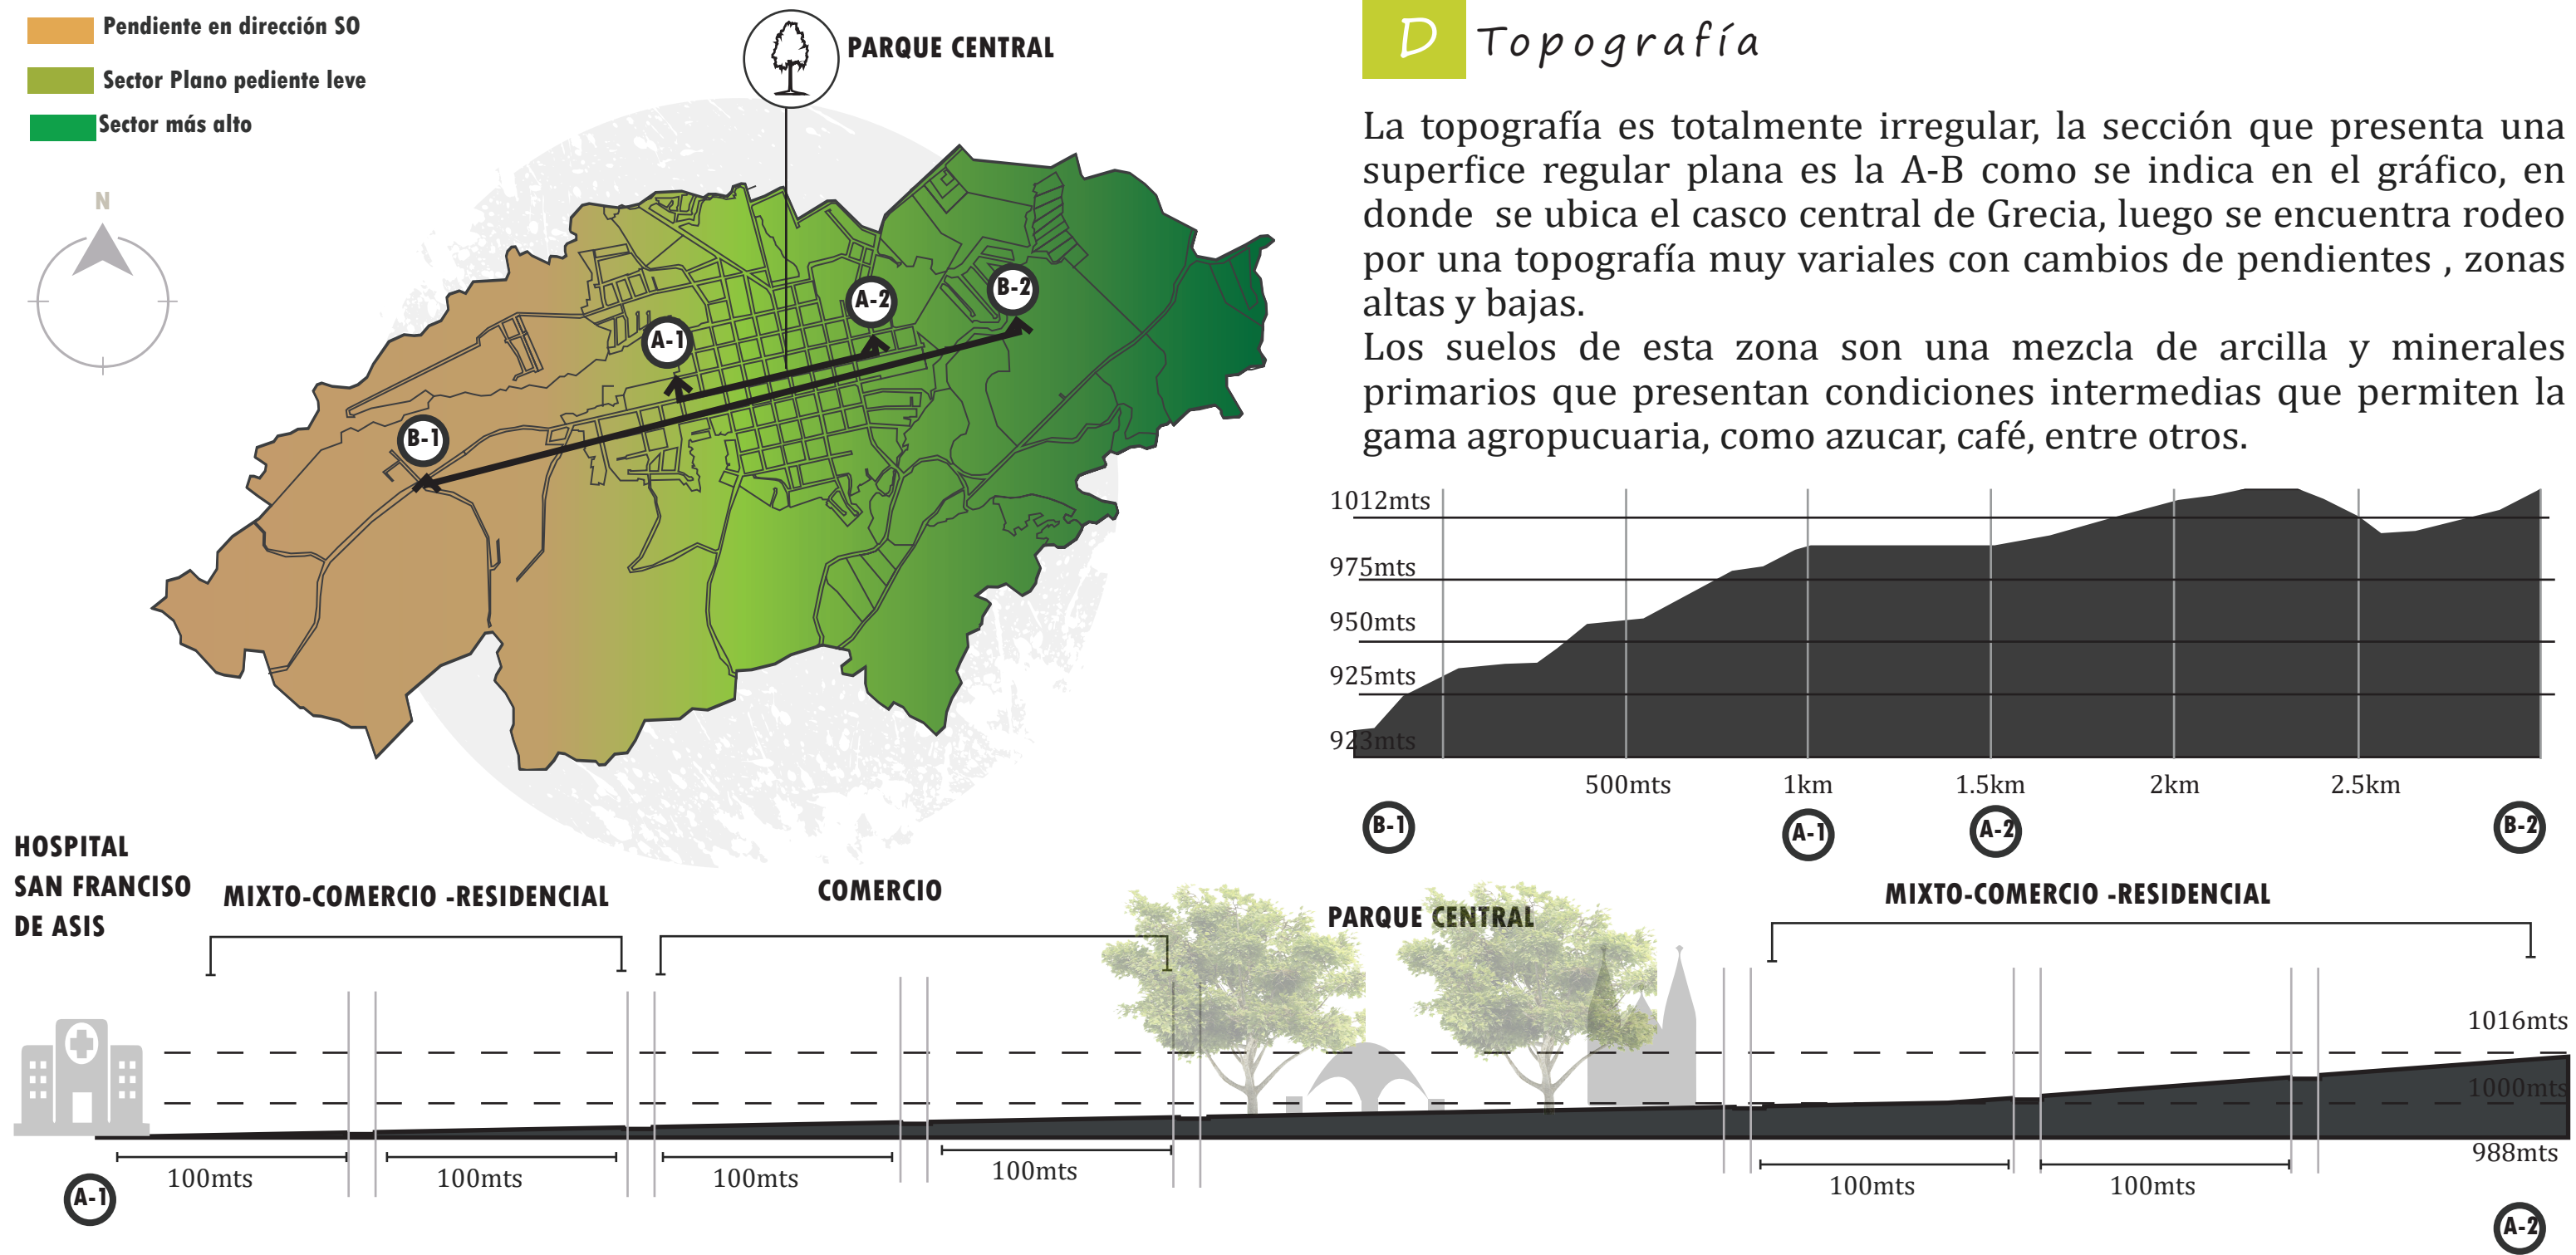 Pendiente en dirección SO
Sector Plano pediente leve
Sector más alto
N
PARQUE CENTRAL
A-1
A-2
B-2
B-1
D Topografía
La topografía es totalmente irregular, la sección que presenta una
superfice regular plana es la A-B como se indica en el gráfico, en
donde se ubica el casco central de Grecia, luego se encuentra rodeo
por una topografía muy variales con cambios de pendientes , zonas
altas y bajas.
Los suelos de esta zona son una mezcla de arcilla y minerales
primarios que presentan condiciones intermedias que permiten la
gama agropucuaria, como azucar, café, entre otros.
1012mts
975mts
950mts
925mts
923mts
500mts 1km 1.5km 2km 2.5km
B-1 A-1 A-2 B-2
HOSPITAL
SAN FRANCISO
DE ASIS
MIXTO-COMERCIO -RESIDENCIAL
COMERCIO
PARQUE CENTRAL
MIXTO-COMERCIO -RESIDENCIAL
1016mts
1000mts
988mts
100mts 100mts 100mts 100mts 100mts 100mts
A-1 A-2